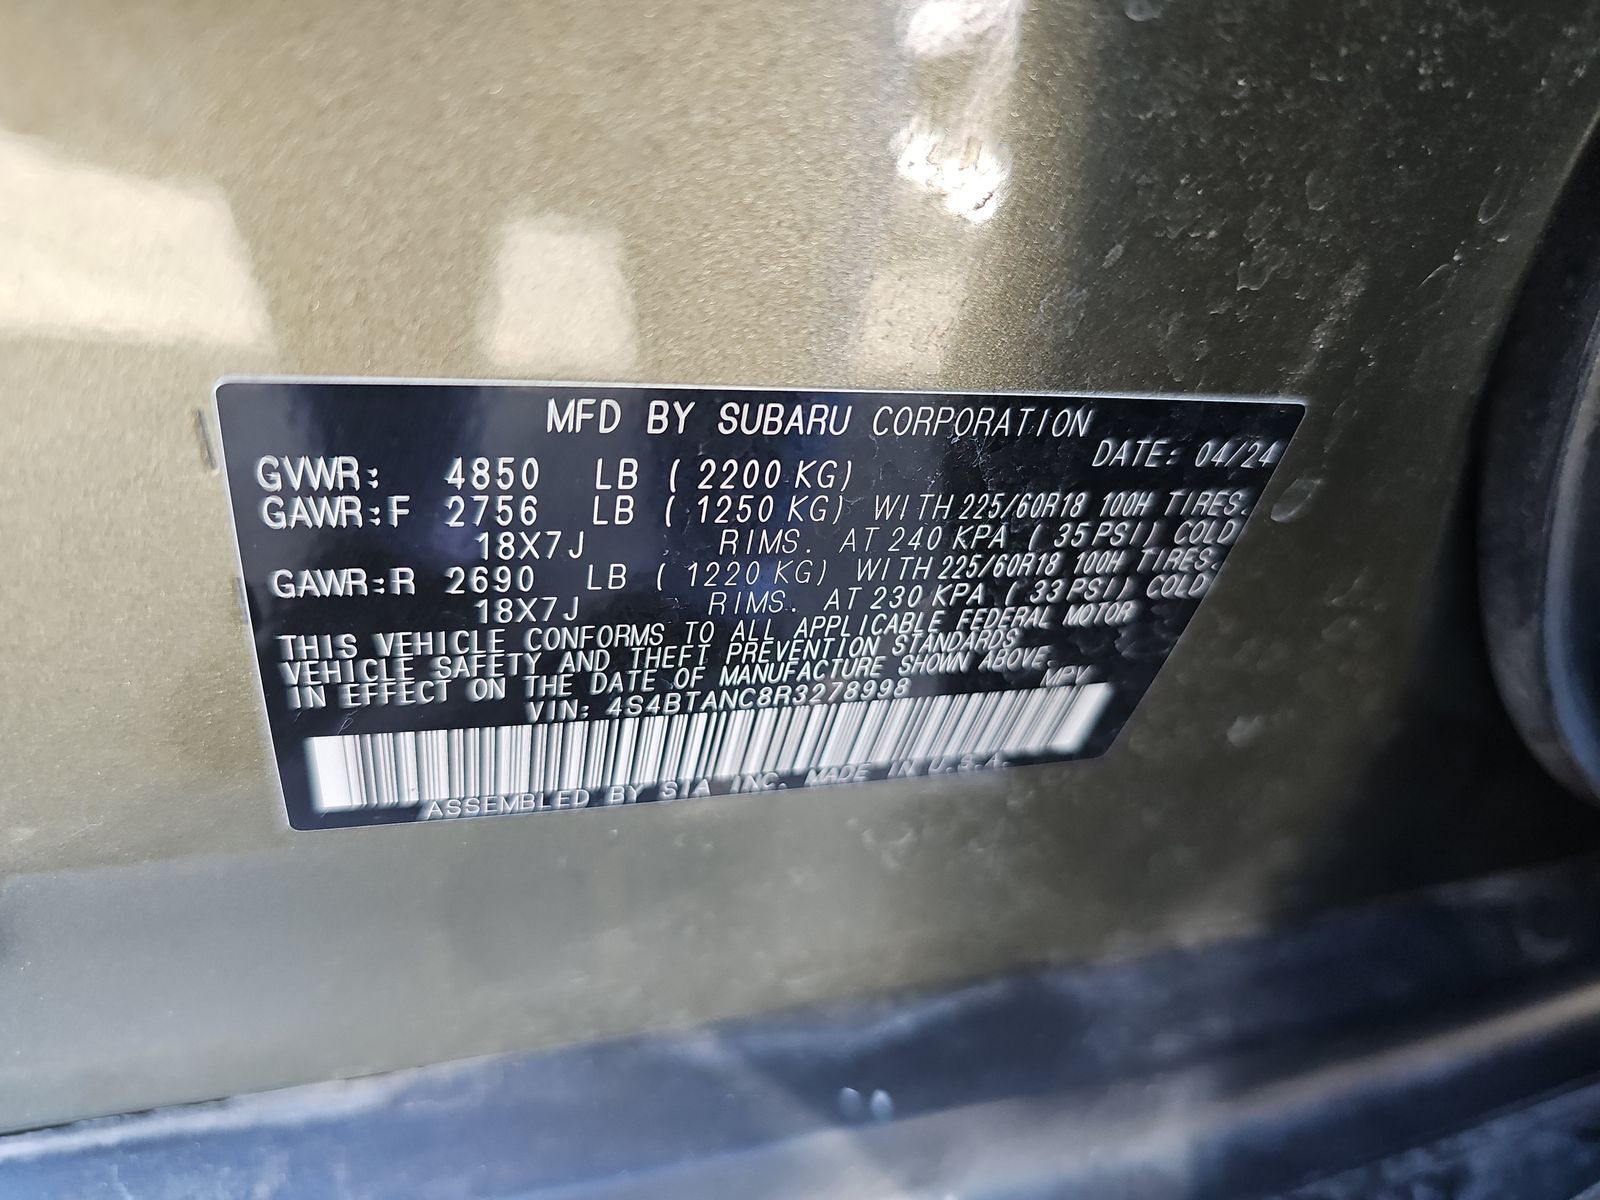 MFD BY SUBARU CORPORATION
DATE: 04/24
GVWR: 4850 LB ( 2200 KG)
GAWR:F 2756 LB ( 1250 KG) WITH 225/60R18 100H TIRES.
18X7J RIMS. AT 240 KPA ( 35 PSI) COLD
GAWR:R 2690 LB ( 1220 KG) WITH 225/60R18 100H TIRES.
18X7J RIMS. AT 230 KPA ( 33 PSI) COLD
THIS VEHICLE CONFORMS TO ALL APPLICABLE FEDERAL MOTOR
VEHICLE SAFETY AND THEFT PREVENTION STANDARDS
IN EFFECT ON THE DATE OF MANUFACTURE SHOWN ABOVE.
VIN: 4S4BTANC8R3278998 MPV
ASSEMBLED BY SIA INC. MADE IN U.S.A.